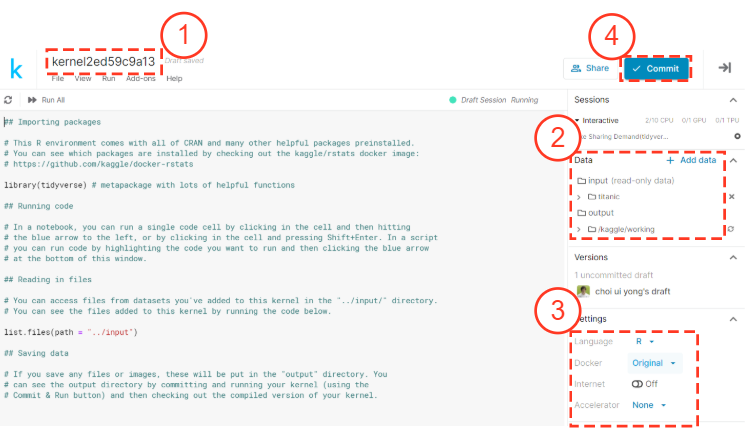 1
4
k
kernel2ed59c9a13
Draft saved
File View Run Add-ons Help
Share
Commit
Run All
Draft Session Running
## Importing packages
# This R environment comes with all of CRAN and many other helpful packages preinstalled.
# You can see which packages are installed by checking out the kaggle/rstats docker image:
# https://github.com/kaggle/docker-rstats
library(tidyverse) # metapackage with lots of helpful functions
## Running code
# In a notebook, you can run a single code cell by clicking in the cell and then hitting
# the blue arrow to the left, or by clicking in the cell and pressing Shift+Enter. In a script
# you can run code by highlighting the code you want to run and then clicking the blue arrow
# at the bottom of this window.
## Reading in files
# You can access files from datasets you've added to this kernel in the "../input/" directory.
# You can see the files added to this kernel by running the code below.
list.files(path = "../input")
## Saving data
# If you save any files or images, these will be put in the "output" directory. You
# can see the output directory by committing and running your kernel (using the
# Commit & Run button) and then checking out the compiled version of your kernel.
Sessions
Interactive 2/10 CPU 0/1 GPU 0/1 TPU
e Sharing Demand(tidyver...
2
Data + Add data
input (read-only data)
titanic
output
/kaggle/working
Versions
1 uncommitted draft
choi ui yong's draft
3
ettings
Language R
Docker Original
Internet Off
Accelerator None